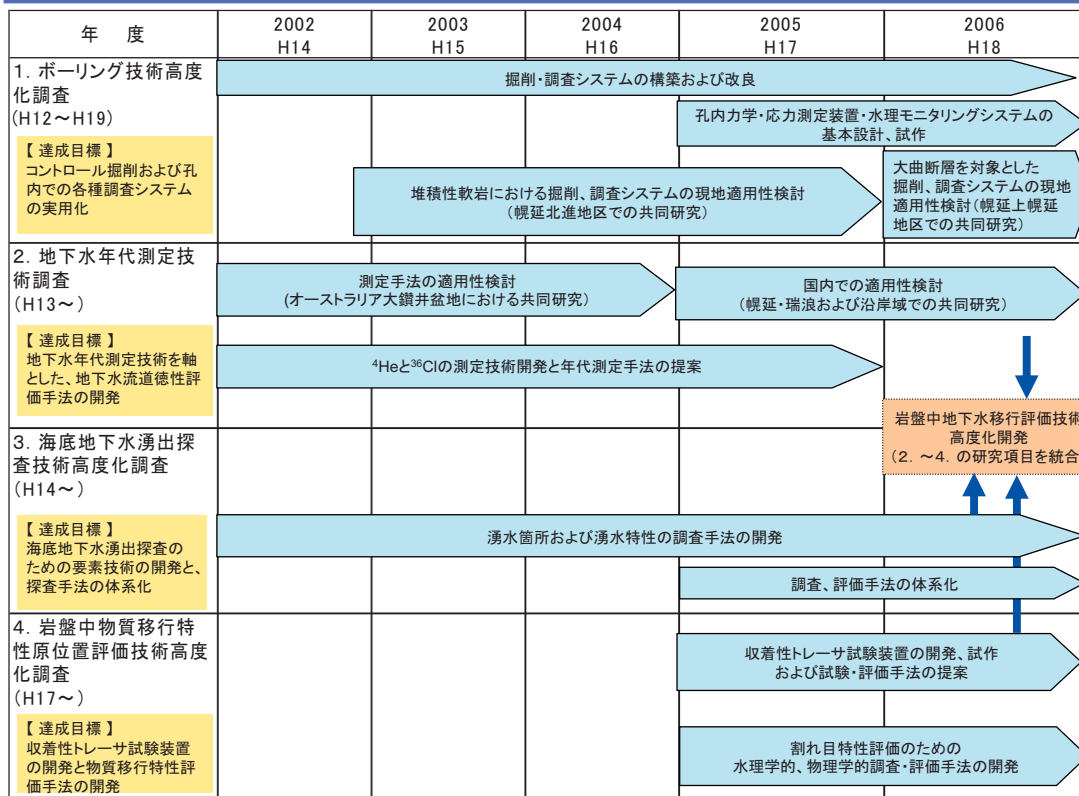 年 度
2002
H14
2003
H15
2004
H16
2005
H17
2006
H18
1. ボーリング技術高度
化調査
(H12～H19)
【 達成目標 】
コントロール掘削および孔
内での各種調査システム
の実用化
掘削・調査システムの構築および改良
孔内力学・応力測定装置・水理モニタリングシステムの
基本設計、試作
堆積性軟岩における掘削、調査システムの現地適用性検討
(幌延北進地区での共同研究)
大曲断層を対象とした
掘削、調査システムの現地
適用性検討(幌延上幌延
地区での共同研究)
2. 地下水年代測定技
術調査
(H13～)
【 達成目標 】
地下水年代測定技術を軸
とした、地下水流道徳性評
価手法の開発
測定手法の適用性検討
(オーストラリア大鑽井盆地における共同研究)
国内での適用性検討
(幌延・瑞浪および沿岸域での共同研究)
⁴Heと³⁶Clの測定技術開発と年代測定手法の提案
岩盤中地下水移行評価技術
高度化開発
(2. ～4. の研究項目を統合
3. 海底地下水湧出探
査技術高度化調査
(H14～)
【 達成目標 】
海底地下水湧出探査の
ための要素技術の開発と、
探査手法の体系化
湧水箇所および湧水特性の調査手法の開発
調査、評価手法の体系化
4. 岩盤中物質移行特
性原位置評価技術高度
化調査
(H17～)
【 達成目標 】
収着性トレーサ試験装置
の開発と物質移行特性評
価手法の開発
収着性トレーサ試験装置の開発、試作
および試験・評価手法の提案
割れ目特性評価のための
水理学的、物理学的調査・評価手法の開発